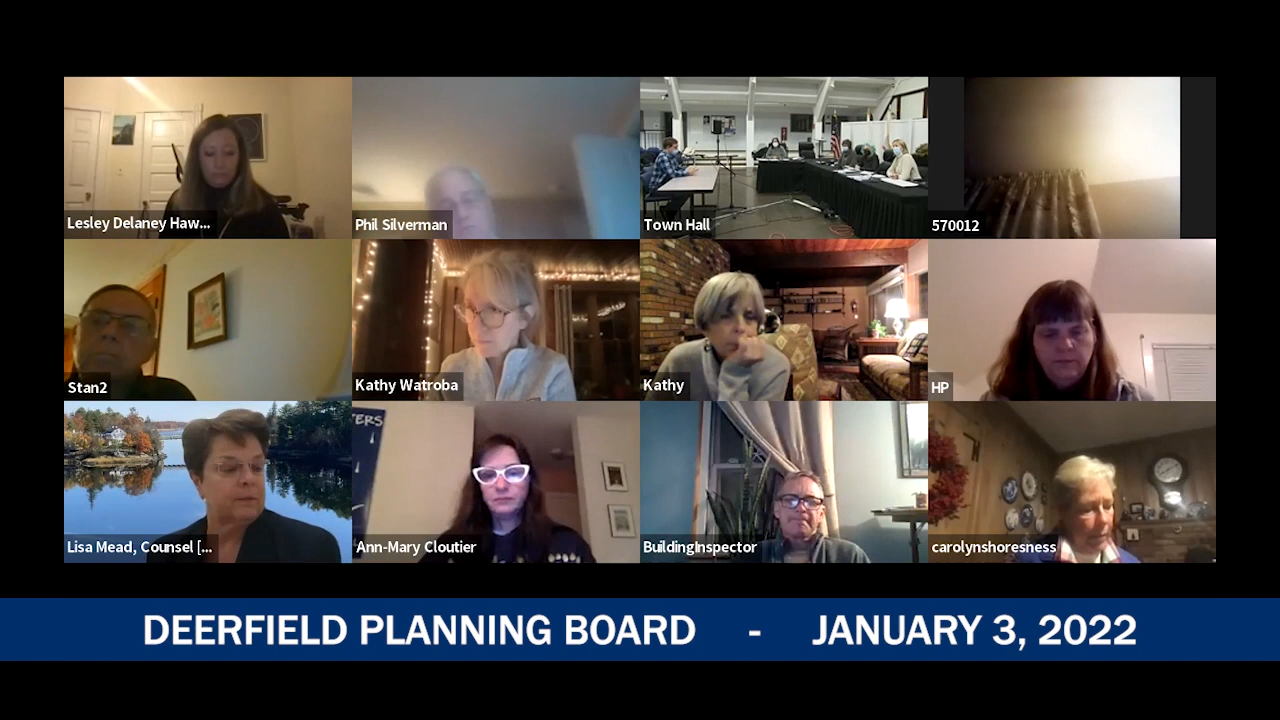 Lesley Delaney Haw...
Phil Silverman
Town Hall
570012
Stan2
Kathy Watroba
Kathy
HP
ERS
Lisa Mead, Counsel [...
Ann-Mary Cloutier
BuildingInspector
carolynshoresness
DEERFIELD PLANNING BOARD - JANUARY 3, 2022